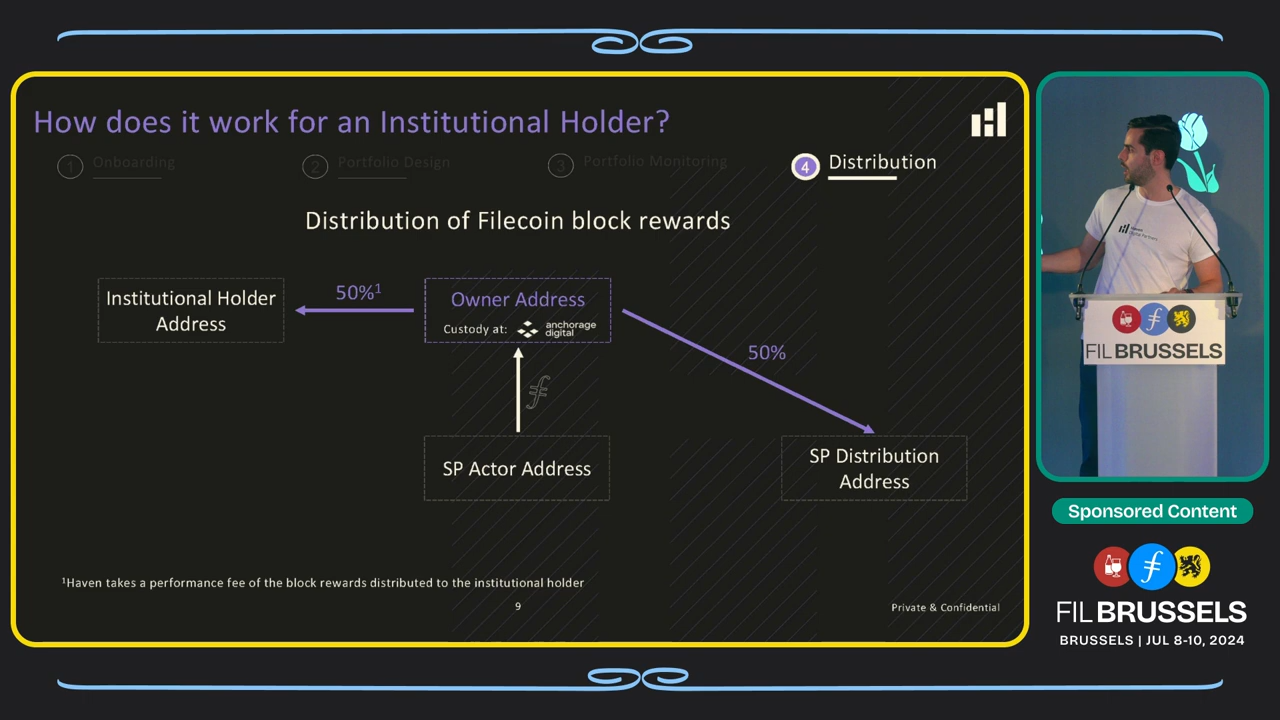 How does it work for an Institutional Holder?
1 Onboarding
2 Portfolio Design
3 Portfolio Monitoring
4 Distribution
Distribution of Filecoin block rewards
Institutional Holder
Address
50%¹
Owner Address
Custody at: anchorage
digital
50%
SP Actor Address
SP Distribution
Address
¹Haven takes a performance fee of the block rewards distributed to the institutional holder
9
Private & Confidential
FIL BRUSSELS
Sponsored Content
FIL BRUSSELS
BRUSSELS | JUL 8-10, 2024